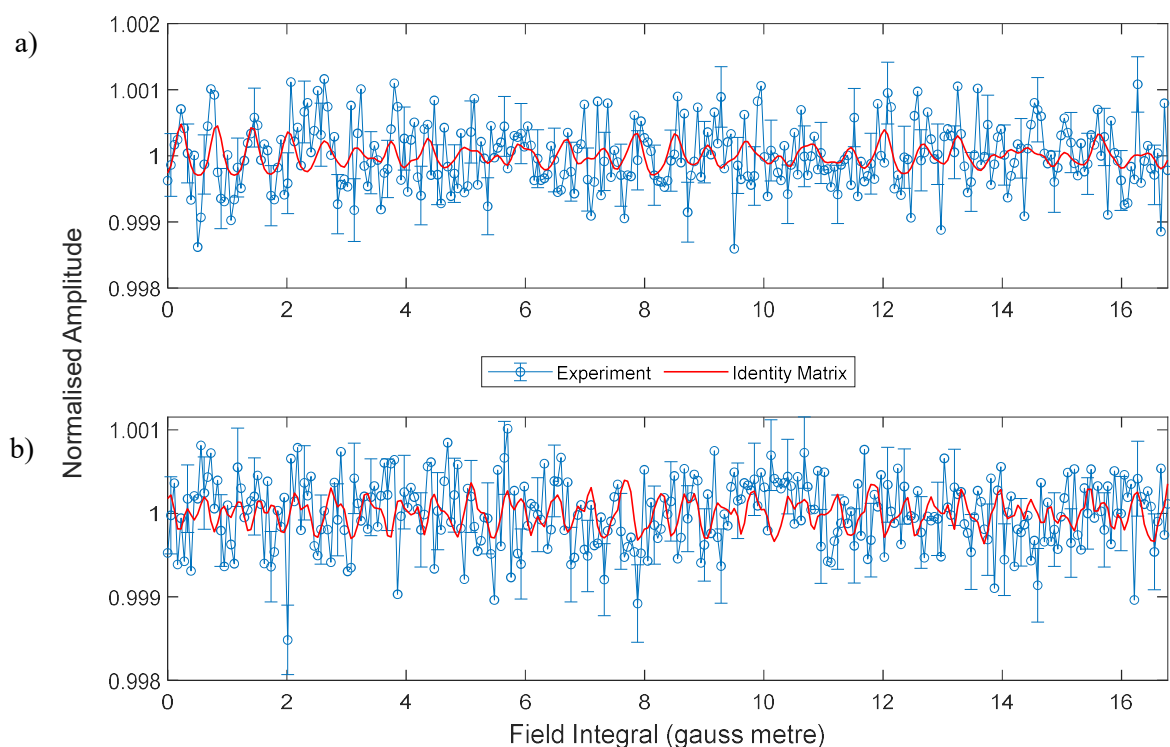 a)
1.002
1.001
1
0.999
0.998
0 2 4 6 8 10 12 14 16
Normalised Amplitude
Experiment Identity Matrix
b)
1.001
1
0.999
0.998
0 2 4 6 8 10 12 14 16
Field Integral (gauss metre)